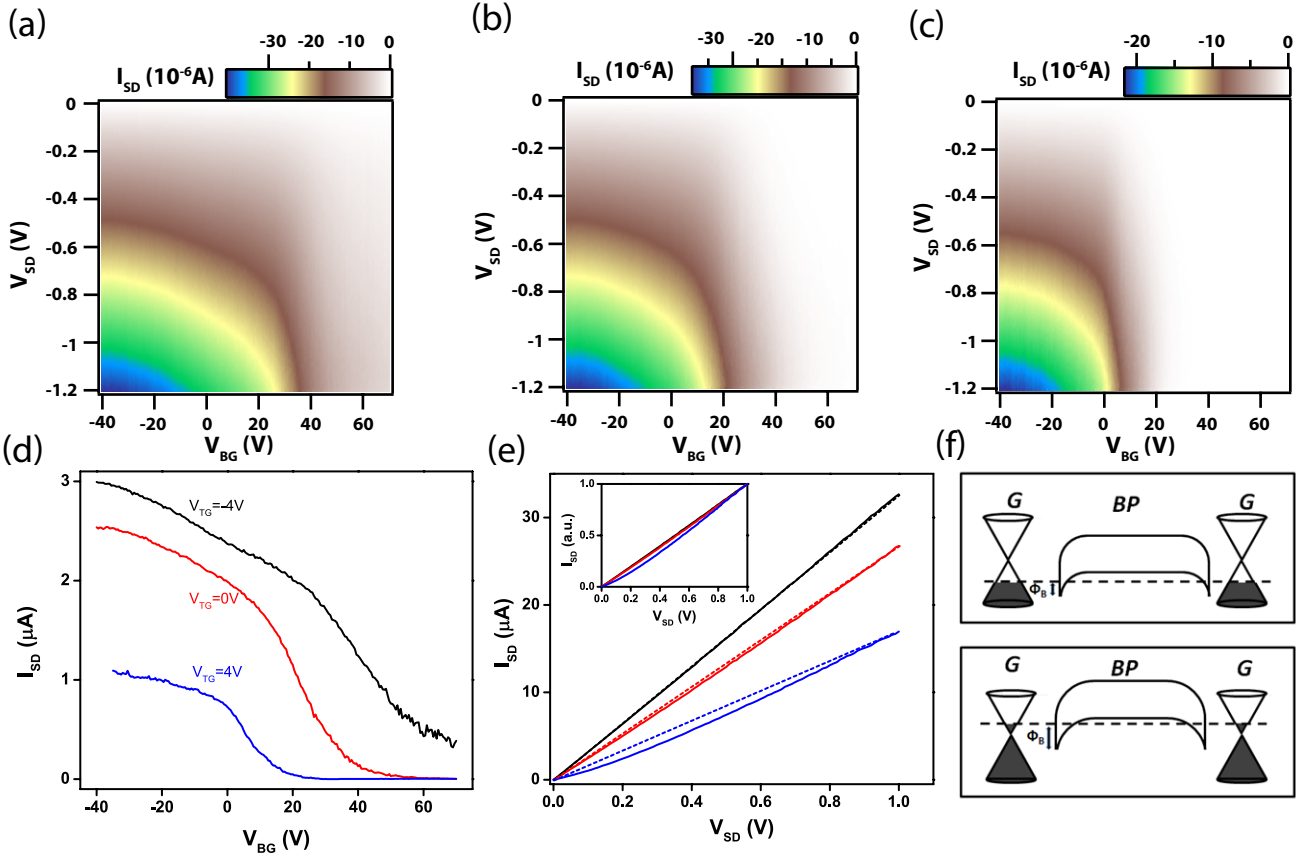 (a)
-30 -20 -10 0
I_SD (10⁻⁶A)
0
-0.2
-0.4
-0.6
-0.8
-1
-1.2
V_SD (V)
-40 -20 0 20 40 60
V_BG (V)
(b)
-30 -20 -10 0
I_SD (10⁻⁶A)
0
-0.2
-0.4
-0.6
-0.8
-1
-1.2
V_SD (V)
-40 -20 0 20 40 60
V_BG (V)
(c)
-20 -10 0
I_SD (10⁻⁶A)
0
-0.2
-0.4
-0.6
-0.8
-1
-1.2
V_SD (V)
-40 -20 0 20 40 60
V_BG (V)
(d)
3
2
1
0
I_SD (μA)
V_TG=-4V
V_TG=0V
V_TG=4V
-40 -20 0 20 40 60
V_BG (V)
(e)
30
20
10
0
I_SD (μA)
1.0
0.5
0.0
I_SD (a.u.)
0.0 0.2 0.4 0.6 0.8 1.0
V_SD (V)
0.0 0.2 0.4 0.6 0.8 1.0
V_SD (V)
(f)
G BP G
Φ_B
G BP G
Φ_B